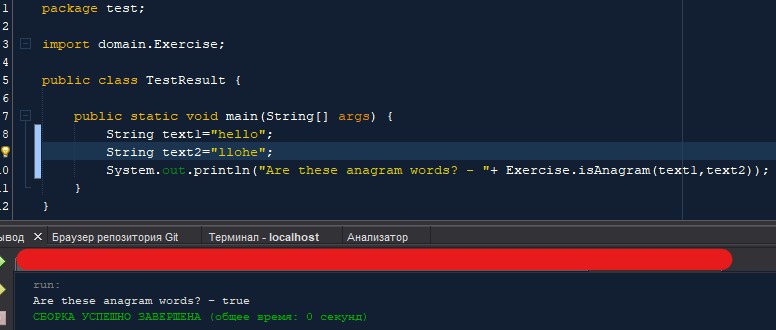 1 package test;
2
3 import domain.Exercise;
4
5 public class TestResult {
6
7 public static void main(String[] args) {
8 String text1="hello";
String text2="llohe";
10 System.out.println("Are these anagram words? - "+ Exercise.isAnagram(text1,text2));
11 }
12 }
ывод × Браузер репозитория Git Терминал - localhost Анализатор
run:
Are these anagram words? - true
СБОРКА УСПЕШНО ЗАВЕРШЕНА (общее время: 0 секунд)